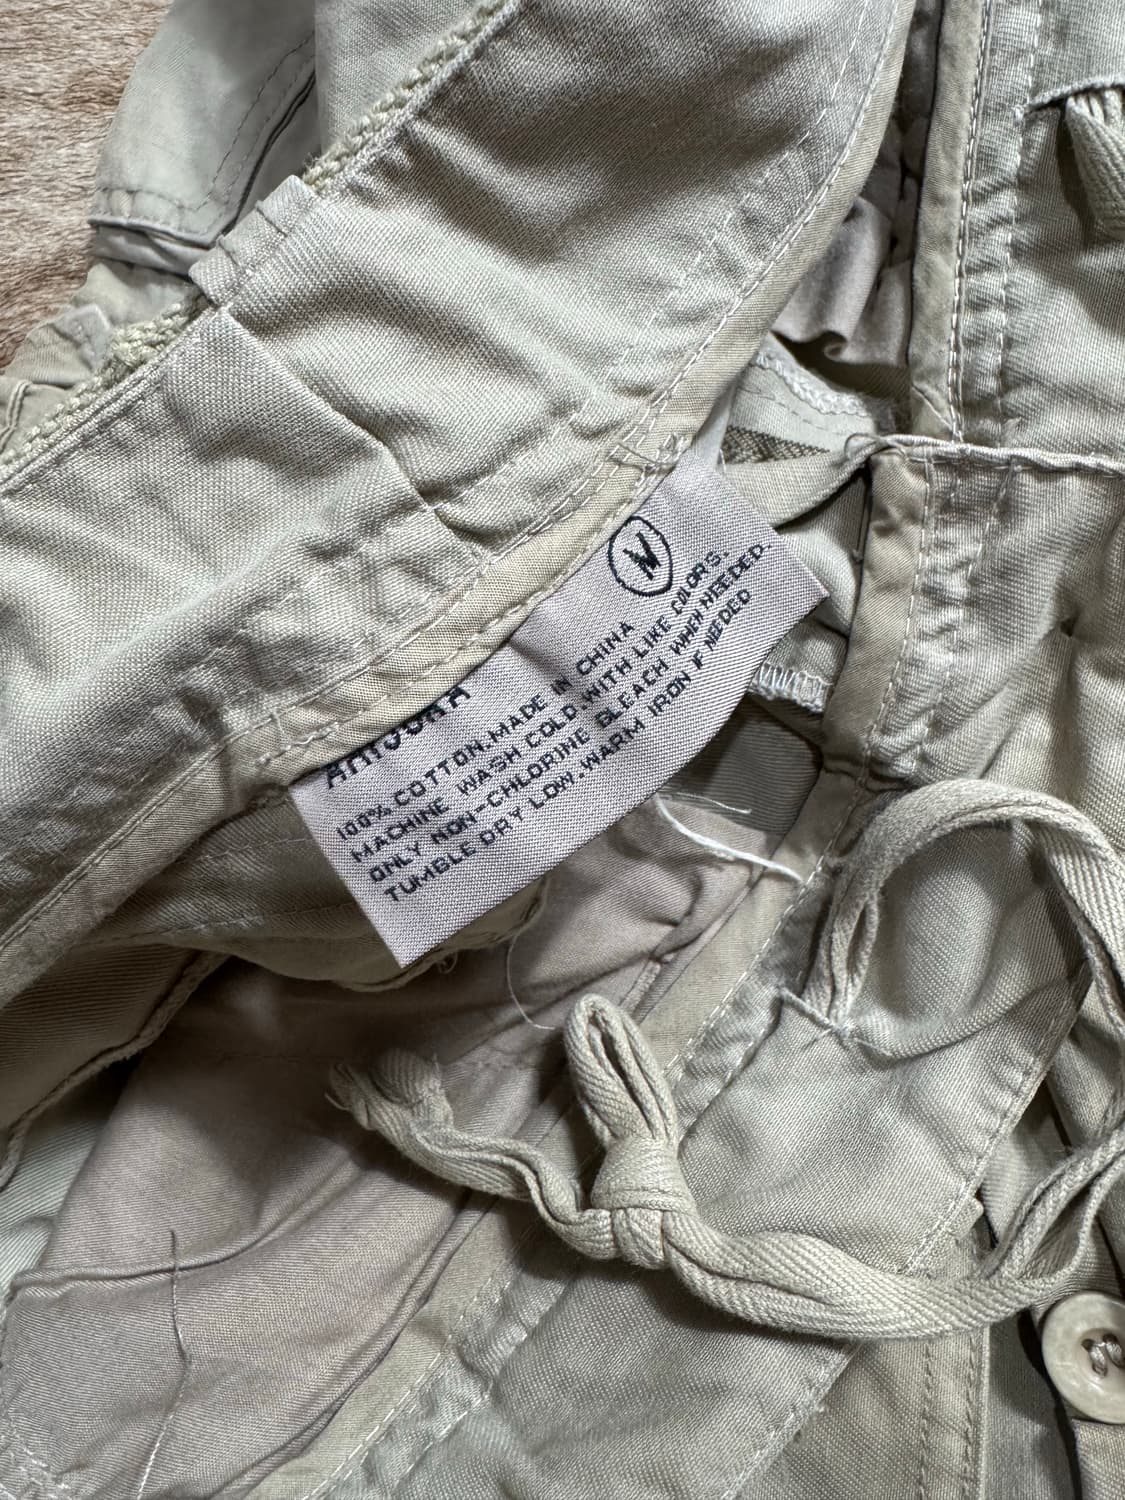 M
100% COTTON.MADE IN CHINA
MACHINE WASH COLD.WITH LIKE COLORS.
ONLY NON-CHLORINE BLEACH WHEN NEEDED.
TUMBLE DRY LOW.WARM IRON IF NEEDED